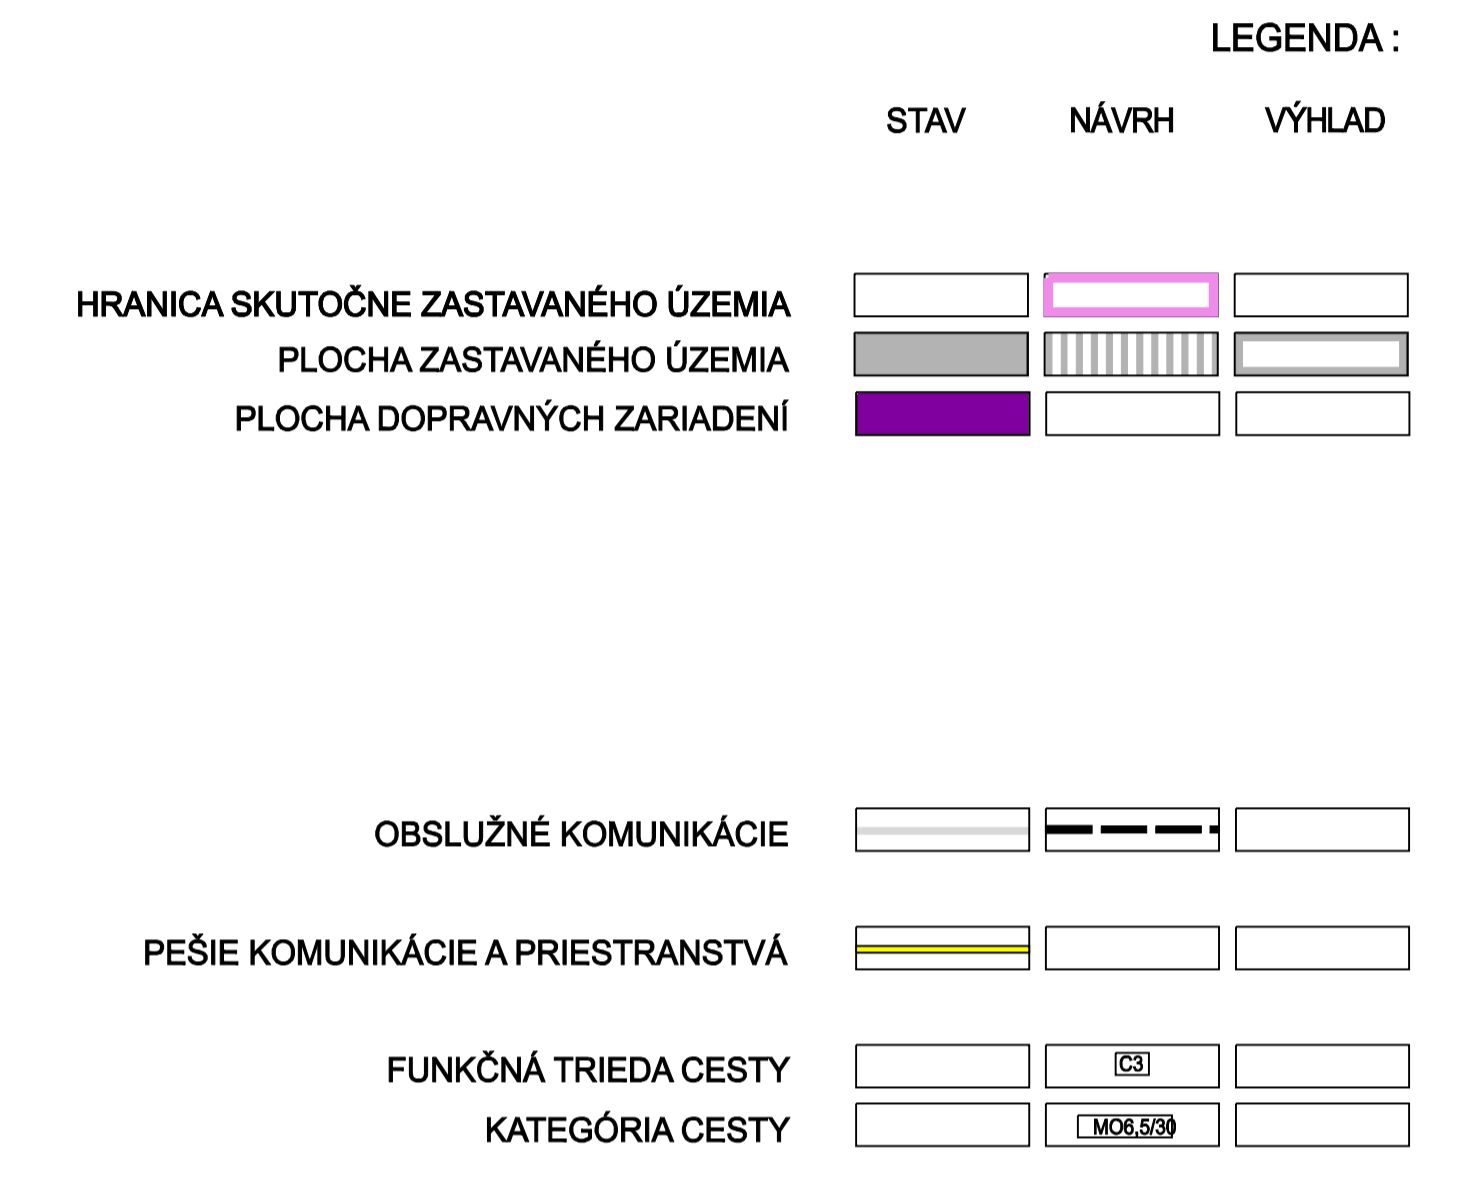 LEGENDA :
STAV NÁVRH VÝHLAD
HRANICA SKUTOČNE ZASTAVANÉHO ÚZEMIA
PLOCHA ZASTAVANÉHO ÚZEMIA
PLOCHA DOPRAVNÝCH ZARIADENÍ
OBSLUŽNÉ KOMUNIKÁCIE
PEŠIE KOMUNIKÁCIE A PRIESTRANSTVÁ
FUNKČNÁ TRIEDA CESTY C3
KATEGÓRIA CESTY MO6,5/30